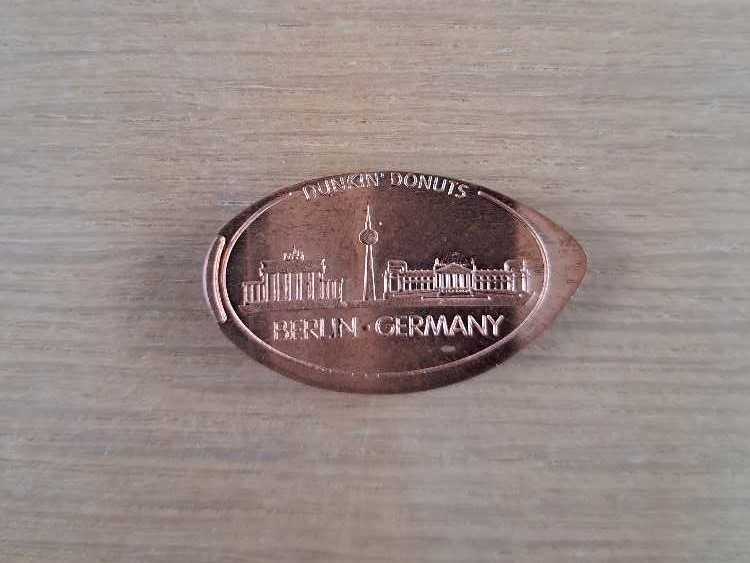 DUNKIN' DONUTS
BERLIN · GERMANY